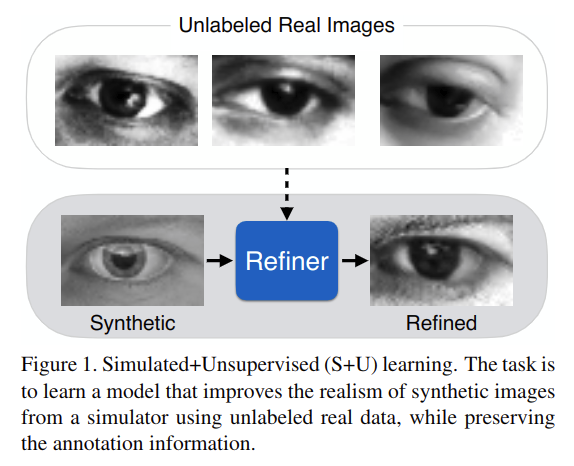 Unlabeled Real Images
Refiner
Synthetic
Refined
Figure 1. Simulated+Unsupervised (S+U) learning. The task is
to learn a model that improves the realism of synthetic images
from a simulator using unlabeled real data, while preserving
the annotation information.